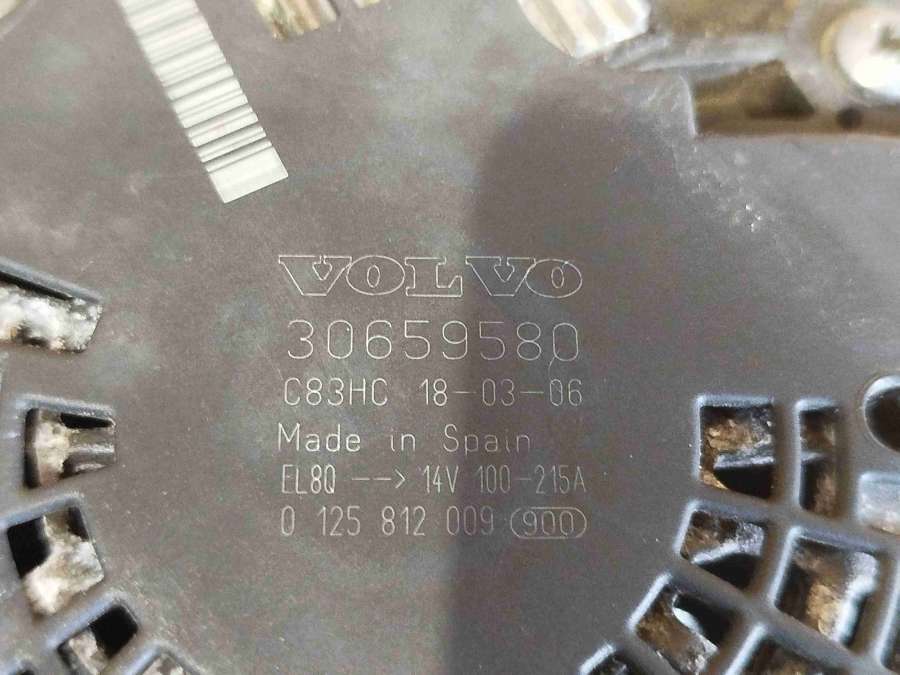 VOLVO
30659580
C83HC 18-03-06
Made in Spain
EL8Q --> 14V 100-215A
0 125 812 009 900